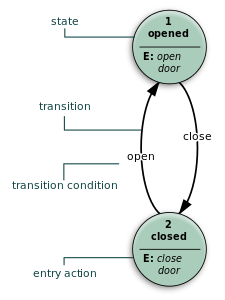 state
1
opened
E: open
door
transition
close
open
transition condition
2
closed
E: close
door
entry action